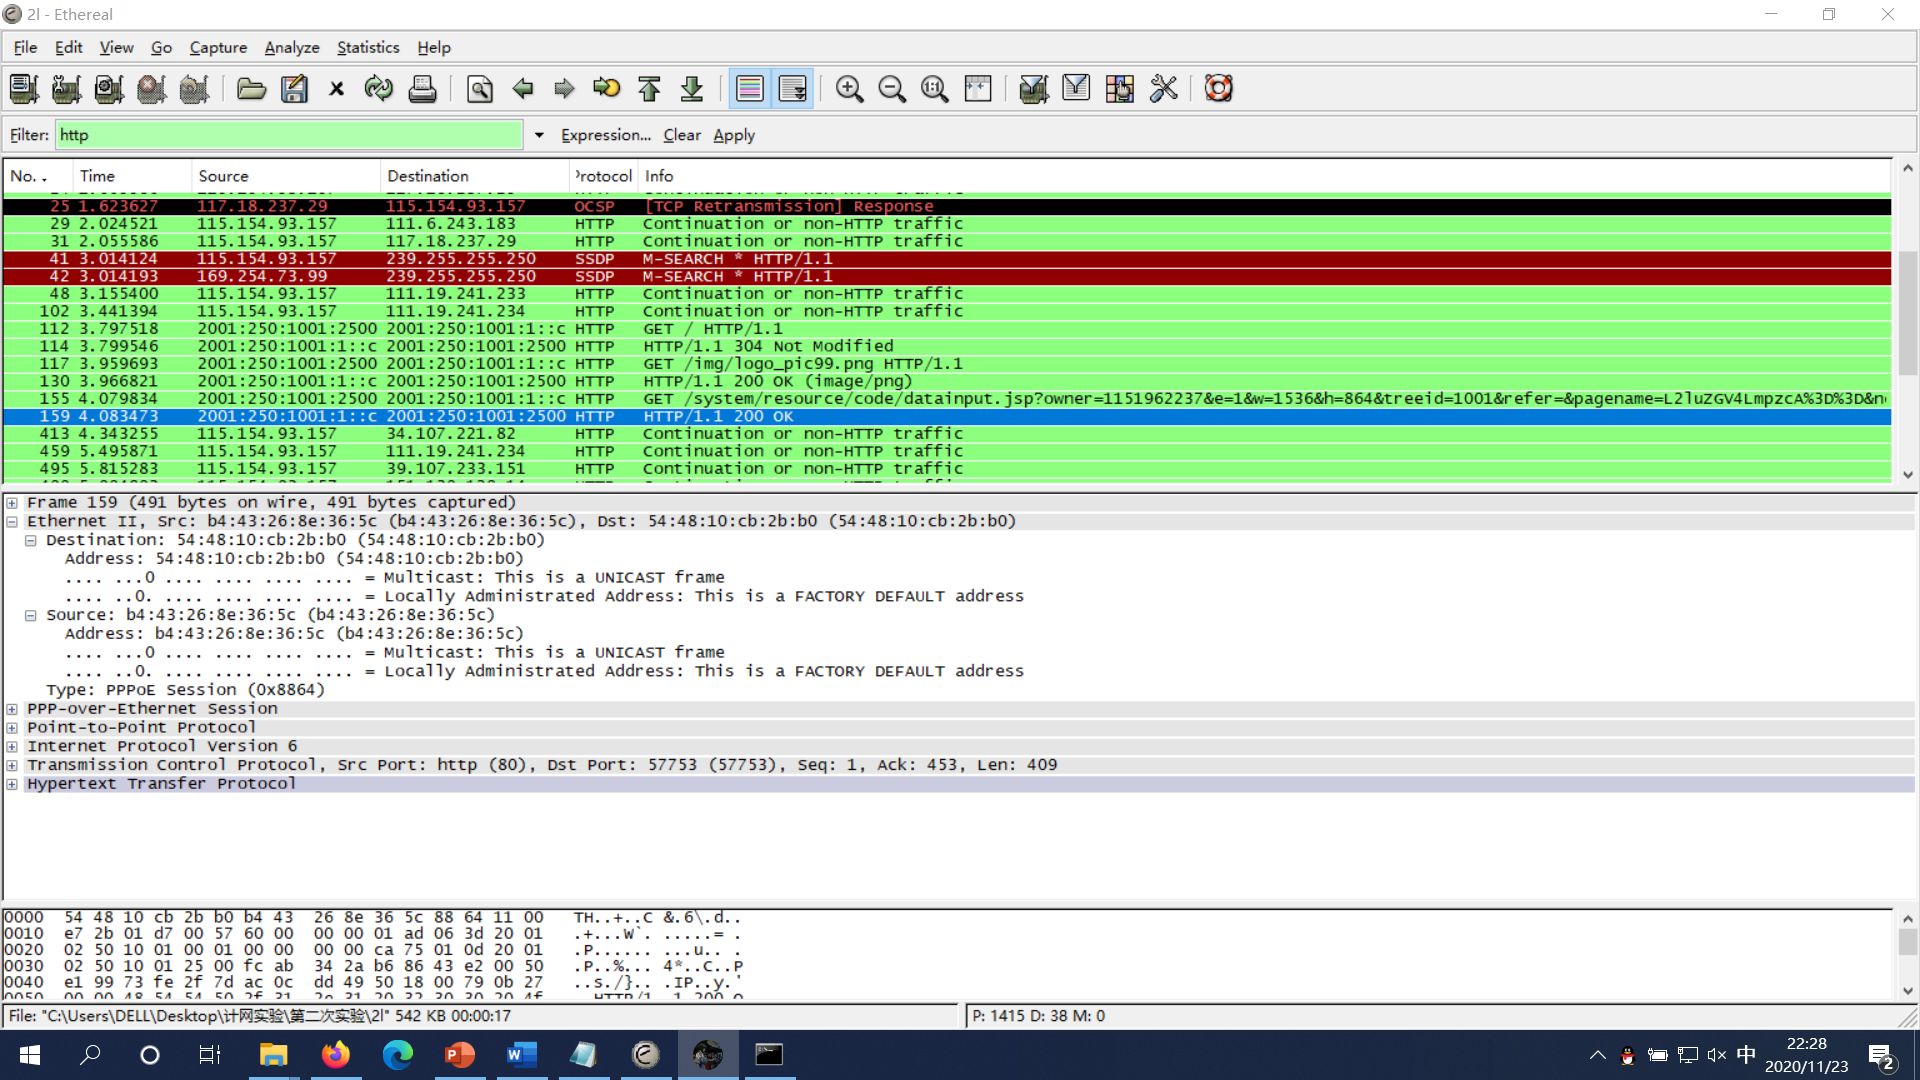 2l - Ethereal
File Edit View Go Capture Analyze Statistics Help
Filter: http Expression... Clear Apply
No. . Time Source Destination Protocol Info
25 1.623627 117.18.237.29 115.154.93.157 OCSP [TCP Retransmission] Response
29 2.024521 115.154.93.157 111.6.243.183 HTTP Continuation or non-HTTP traffic
31 2.055586 115.154.93.157 117.18.237.29 HTTP Continuation or non-HTTP traffic
41 3.014124 115.154.93.157 239.255.255.250 SSDP M-SEARCH * HTTP/1.1
42 3.014193 169.254.73.99 239.255.255.250 SSDP M-SEARCH * HTTP/1.1
48 3.155400 115.154.93.157 111.19.241.233 HTTP Continuation or non-HTTP traffic
102 3.441394 115.154.93.157 111.19.241.234 HTTP Continuation or non-HTTP traffic
112 3.797518 2001:250:1001:2500 2001:250:1001:1::c HTTP GET / HTTP/1.1
114 3.799546 2001:250:1001:1::c 2001:250:1001:2500 HTTP HTTP/1.1 304 Not Modified
117 3.959693 2001:250:1001:2500 2001:250:1001:1::c HTTP GET /img/logo_pic99.png HTTP/1.1
130 3.966821 2001:250:1001:1::c 2001:250:1001:2500 HTTP HTTP/1.1 200 OK (image/png)
155 4.079834 2001:250:1001:2500 2001:250:1001:1::c HTTP GET /system/resource/code/datainput.jsp?owner=1151962237&e=1&w=1536&h=864&treeid=1001&refer=&pagename=L2luZGV4LmpzcA%3D%3D&n
159 4.083473 2001:250:1001:1::c 2001:250:1001:2500 HTTP HTTP/1.1 200 OK
413 4.343255 115.154.93.157 34.107.221.82 HTTP Continuation or non-HTTP traffic
459 5.495871 115.154.93.157 111.19.241.234 HTTP Continuation or non-HTTP traffic
495 5.815283 115.154.93.157 39.107.233.151 HTTP Continuation or non-HTTP traffic
Frame 159 (491 bytes on wire, 491 bytes captured)
Ethernet II, Src: b4:43:26:8e:36:5c (b4:43:26:8e:36:5c), Dst: 54:48:10:cb:2b:b0 (54:48:10:cb:2b:b0)
Destination: 54:48:10:cb:2b:b0 (54:48:10:cb:2b:b0)
Address: 54:48:10:cb:2b:b0 (54:48:10:cb:2b:b0)
.... ...0 .... .... .... .... = Multicast: This is a UNICAST frame
.... ..0. .... .... .... .... = Locally Administrated Address: This is a FACTORY DEFAULT address
Source: b4:43:26:8e:36:5c (b4:43:26:8e:36:5c)
Address: b4:43:26:8e:36:5c (b4:43:26:8e:36:5c)
.... ...0 .... .... .... .... = Multicast: This is a UNICAST frame
.... ..0. .... .... .... .... = Locally Administrated Address: This is a FACTORY DEFAULT address
Type: PPPoE Session (0x8864)
PPP-over-Ethernet Session
Point-to-Point Protocol
Internet Protocol Version 6
Transmission Control Protocol, Src Port: http (80), Dst Port: 57753 (57753), Seq: 1, Ack: 453, Len: 409
Hypertext Transfer Protocol
0000 54 48 10 cb 2b b0 b4 43 26 8e 36 5c 88 64 11 00 TH..+..C &.6\.d..
0010 e7 2b 01 d7 00 57 60 00 00 00 01 ad 06 3d 20 01 .+...W`. .....= .
0020 02 50 10 01 00 01 00 00 00 00 ca 75 01 0d 20 01 .P...... ...u.. .
0030 02 50 10 01 25 00 fc ab 34 2a b6 86 43 e2 00 50 .P..%... 4*..C..P
0040 e1 99 73 fe 2f 7d ac 0c dd 49 50 18 00 79 0b 27 ..s./}.. .IP..y.'
0050 00 00 48 54 54 50 2f 31 2e 31 20 32 30 30 20 4f ..HTTP/1 .1 200 O
File: "C:\Users\DELL\Desktop\计网实验\第二次实验\2l" 542 KB 00:00:17 P: 1415 D: 38 M: 0
中
22:28
2020/11/23
2